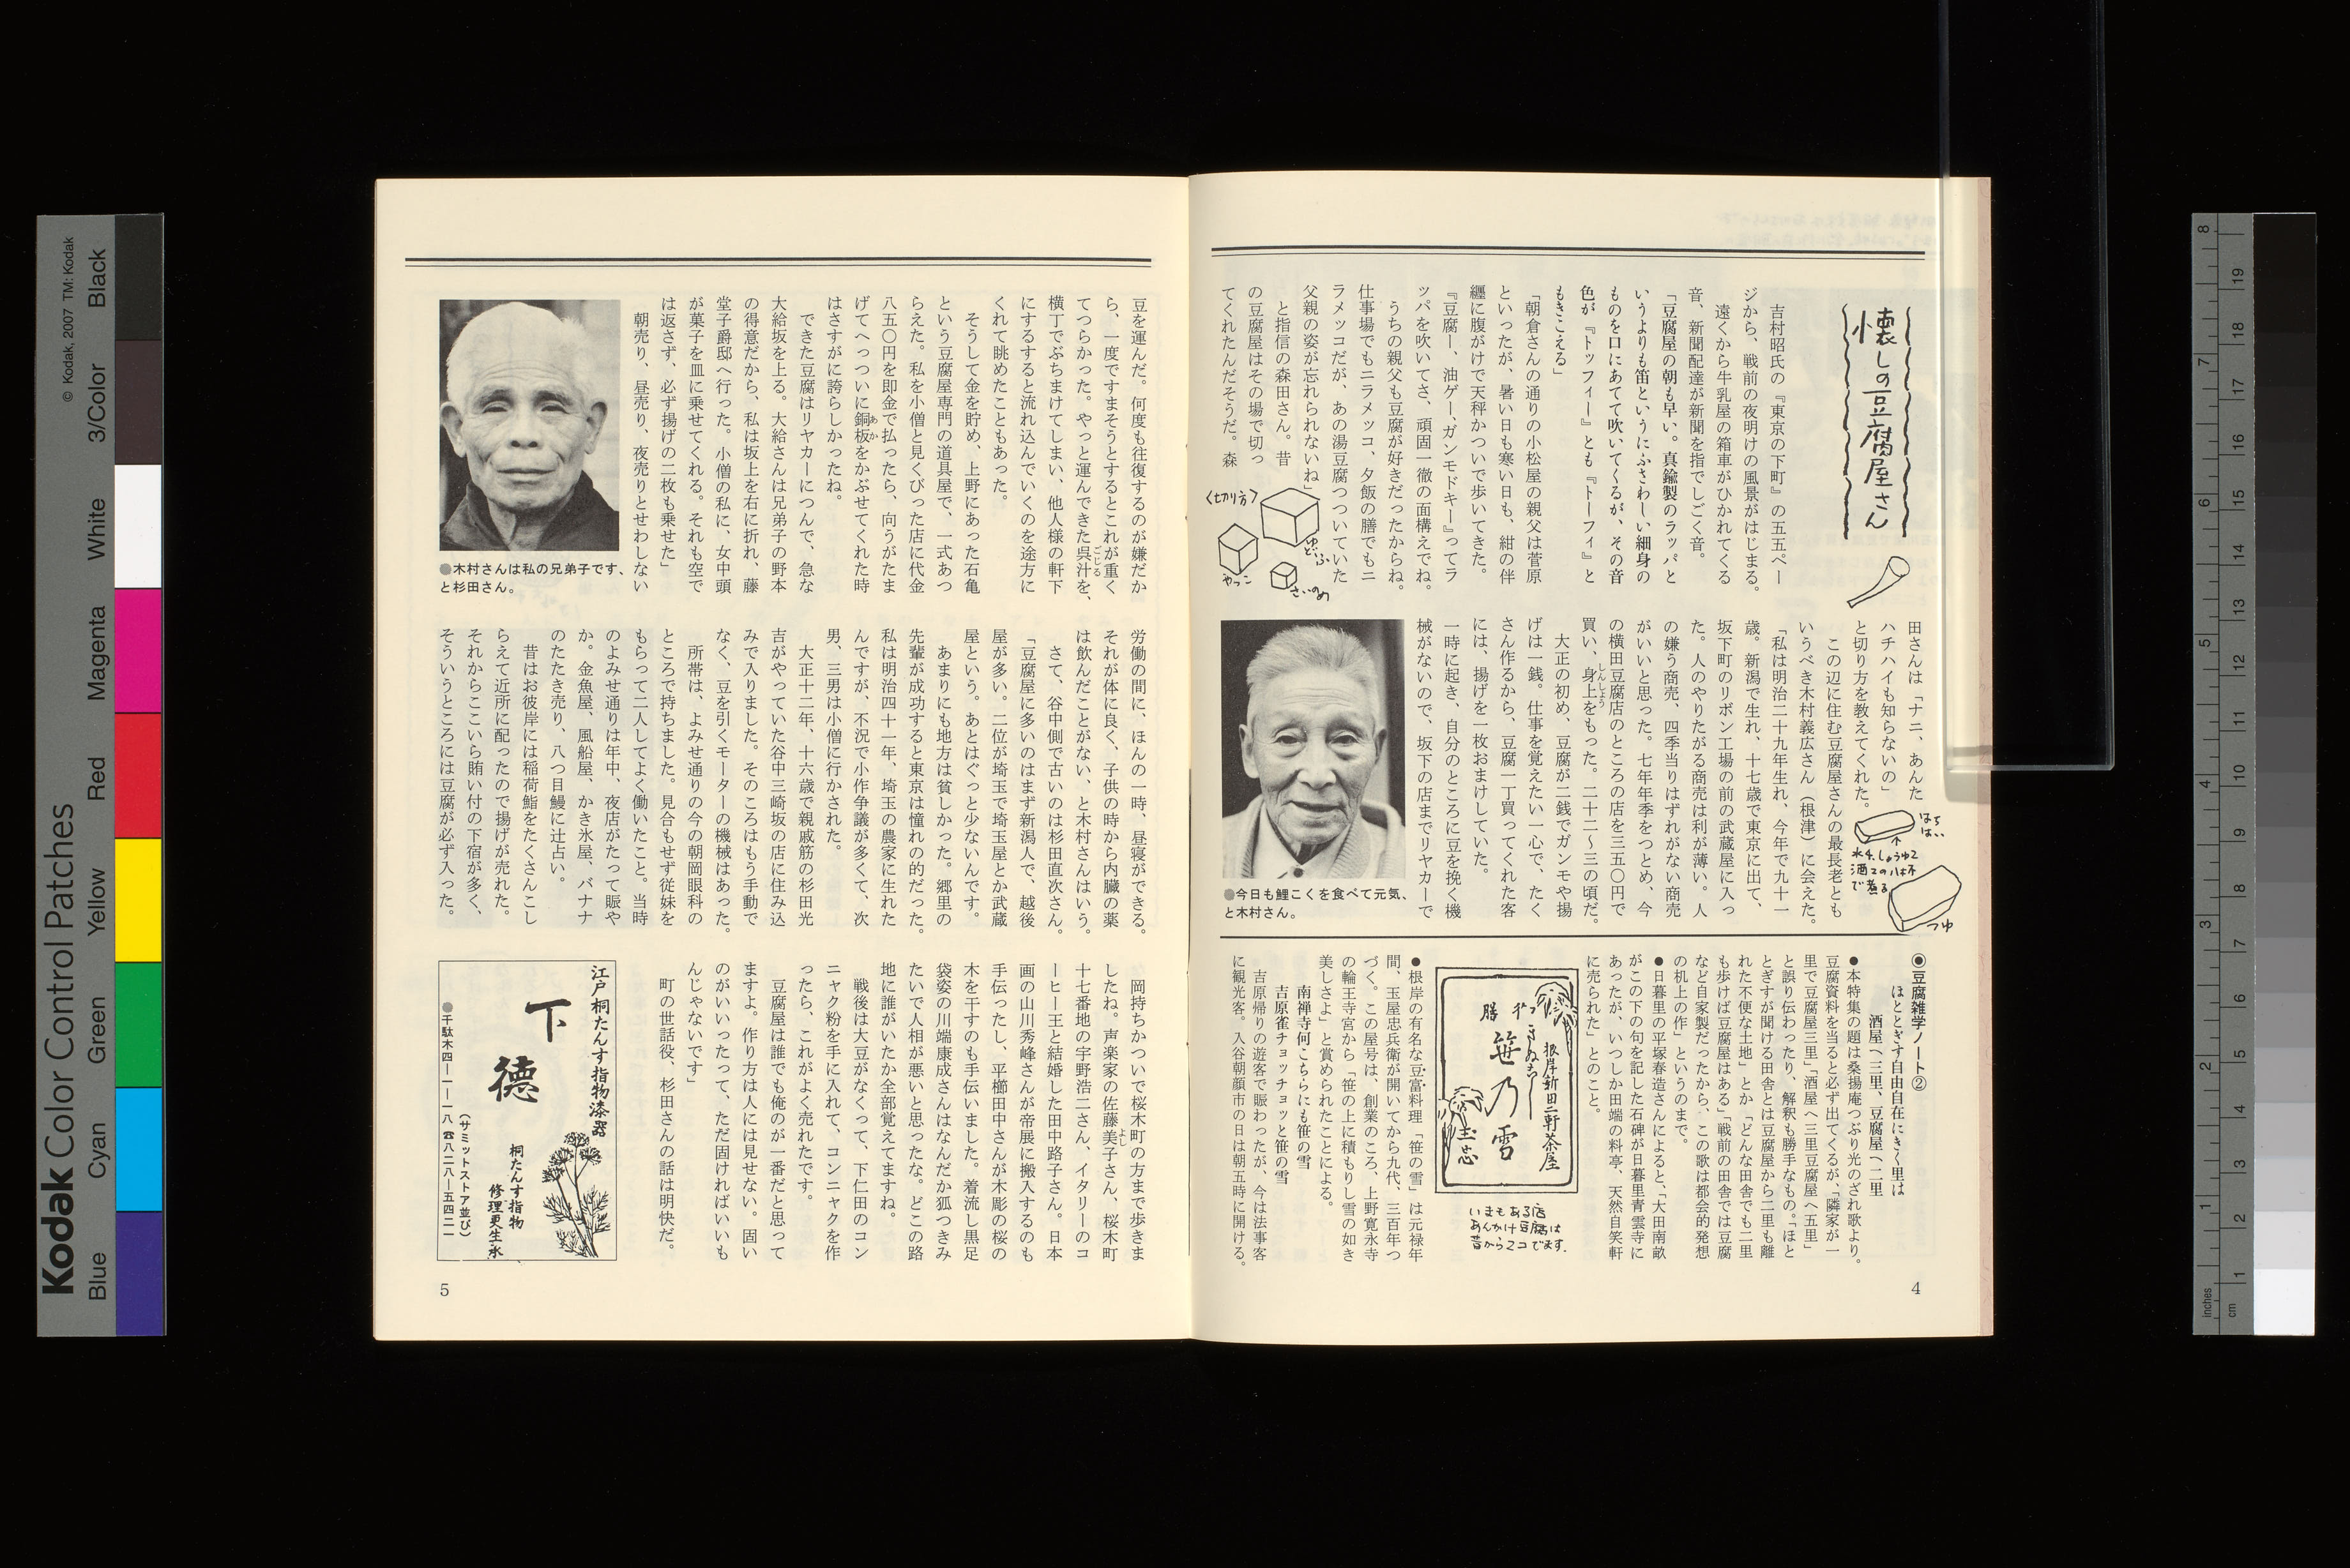 懐しの豆腐屋さん
吉村昭氏の『東京の下町』の五五ペー
ジから、戦前の夜明けの風景がはじまる。
遠くから牛乳屋の箱車がひかれてくる
音、新聞配達が新聞を指でしごく音。
「豆腐屋の朝も早い。真鍮製のラッパと
いうよりも笛というにふさわしい細身の
ものを口にあてて吹いてくるが、その音
色が『トッフィー』とも『トーフィ』と
もきこえる」
「朝倉さんの通りの小松屋の親父は菅原
といったが、暑い日も寒い日も、紺の伴
纏に腹がけで天秤かついで歩いてきた。
『豆腐ー、油ゲー、ガンモドキー』ってラ
ッパを吹いてさ、頑固一徹の面構えでね。
うちの親父も豆腐が好きだったからね。
仕事場でもニラメッコ、夕飯の膳でもニ
ラメッコだが、あの湯豆腐つついていた
父親の姿が忘れられないね」
と指信の森田さん。昔
の豆腐屋はその場で切っ
てくれたんだそうだ。森
〈切り方〉
ゆどうふ
やっこ
さいのめ
田さんは「ナニ、あんた
ハチハイも知らないの」
と切り方を教えてくれた。
この辺に住む豆腐屋さんの最長老とも
いうべき木村義広さん（根津）に会えた。
「私は明治二十九年生れ、今年で九十一
歳。新潟で生れ、十七歳で東京に出て、
坂下町のリボン工場の前の武蔵屋に入っ
た。人のやりたがる商売は利が薄い。人
の嫌う商売、四季当りはずれがない商売
がいいと思った。七年年季をつとめ、今
の横田豆腐店のところの店を三五〇円で
買い、身上をもった。二十二〜三の頃だ。
しんしょう
大正の初め、豆腐が二銭でガンモや揚
げは一銭。仕事を覚えたい一心で、たく
さん作るから、豆腐一丁買ってくれた客
には、揚げを一枚おまけしていた。
一時に起き、自分のところに豆を挽く機
械がないので、坂下の店までリヤカーで
はち
はい
水4.しょうゆ2
酒2の八杯
で煮る
つゆ
●今日も鯉こくを食べて元気、
と木村さん。
◉豆腐雑学ノート②
ほととぎす自由自在にきく里は
酒屋へ三里、豆腐屋へ二里
●本特集の題は桑揚庵つぶり光のざれ歌より。
豆腐資料を当ると必ず出てくるが、「隣家が一
里で豆腐屋三里」「酒屋へ三里豆腐屋へ五里」
と誤り伝わったり、解釈も勝手なもの。「ほと
とぎすが聞ける田舎とは豆腐屋から二里も離
れた不便な土地」とか「どんな田舎でも二里
も歩けば豆腐屋はある」「戦前の田舎では豆腐
など自家製だったから、この歌は都会的発想
の机上の作」というのまで。
●日暮里の平塚春造さんによると、「大田南畝
がこの下の句を記した石碑が日暮里青雲寺に
あったが、いつしか田端の料亭、天然自笑軒
に売られた」とのこと。
根岸新田二軒茶屋
きぬごし
笹乃雪
玉忠
いまもある店
あんかけ豆腐は
昔から2コでます。
●根岸の有名な豆富料理「笹の雪」は元禄年
間、玉屋忠兵衛が開いてから九代、三百年つ
づく。この屋号は、創業のころ、上野寛永寺
の輪王寺宮から「笹の上に積もりし雪の如き
美しさよ」と賞められたことによる。
南禅寺何こちらにも笹の雪
吉原雀チョッチョッと笹の雪
吉原帰りの遊客で賑わったが、今は法事客
に観光客。入谷朝顔市の日は朝五時に開ける。
4
豆を運んだ。何度も往復するのが嫌だか
ら、一度ですまそうとするとこれが重く
てつらかった。やっと運んできた呉汁を、
ごじる
横丁でぶちまけてしまい、他人様の軒下
にするすると流れ込んでいくのを途方に
くれて眺めたこともあった。
そうして金を貯め、上野にあった石亀
という豆腐屋専門の道具屋で、一式あつ
らえた。私を小僧と見くびった店に代金
八五〇円を即金で払ったら、向うがたま
げてへっついに銅板をかぶせてくれた時
あか
はさすがに誇らしかったね。
できた豆腐はリヤカーにつんで、急な
大給坂を上る。大給さんは兄弟子の野本
の得意だから、私は坂上を右に折れ、藤
堂子爵邸へ行った。小僧の私に、女中頭
が菓子を皿に乗せてくれる。それも空で
は返さず、必ず揚げの二枚も乗せた」
朝売り、昼売り、夜売りとせわしない
●木村さんは私の兄弟子です、
と杉田さん。
労働の間に、ほんの一時、昼寝ができる。
それが体に良く、子供の時から内臓の薬
は飲んだことがない、と木村さんはいう。
さて、谷中側で古いのは杉田直次さん。
「豆腐屋に多いのはまず新潟人で、越後
屋が多い。二位が埼玉で埼玉屋とか武蔵
屋という。あとはぐっと少ないんです。
あまりにも地方は貧しかった。郷里の
先輩が成功すると東京は憧れの的だった。
私は明治四十一年、埼玉の農家に生れた
んですが、不況で小作争議が多くて、次
男、三男は小僧に行かされた。
大正十二年、十六歳で親戚筋の杉田光
吉がやっていた谷中三崎坂の店に住み込
みで入りました。そのころはもう手動で
なく、豆を引くモーターの機械はあった。
所帯は、よみせ通りの今の朝岡眼科の
ところで持ちました。見合もせず従妹を
もらって二人してよく働いたこと。当時
のよみせ通りは年中、夜店がたって賑や
か。金魚屋、風船屋、かき氷屋、バナナ
のたたき売り、八つ目鰻に辻占い。
昔はお彼岸には稲荷鮨をたくさんこし
らえて近所に配ったので揚げが売れた。
それからここいら賄い付の下宿が多く、
そういうところには豆腐が必ず入った。
岡持ちかついで桜木町の方まで歩きま
したね。声楽家の佐藤美子さん、桜木町
よし
十七番地の宇野浩二さん、イタリーのコ
ーヒー王と結婚した田中路子さん。日本
画の山川秀峰さんが帝展に搬入するのも
手伝ったし、平櫛田中さんが木彫の桜の
木を干すのも手伝いました。着流し黒足
袋姿の川端康成さんはなんだか狐つきみ
たいで人相が悪いと思ったな。どこの路
地に誰がいたか全部覚えてますね。
戦後は大豆がなくって、下仁田のコン
ニャク粉を手に入れて、コンニャクを作
ったら、これがよく売れたです。
豆腐屋は誰でも俺のが一番だと思って
ますよ。作り方は人には見せない。固い
のがいいったって、ただ固ければいいも
んじゃないです」
町の世話役、杉田さんの話は明快だ。
江戸桐たんす指物漆器
下徳
桐たんす指物
修理更生承
（サミットストア並び）
●千駄木四ー一ー一八 ☎八二八ー五四二一
5
Kodak Color Control Patches
© Kodak, 2007 TM: Kodak
Blue Cyan Green Yellow Red Magenta White 3/Color Black
inches 1 2 3 4 5 6 7 8
cm 1 2 3 4 5 6 7 8 9 10 11 12 13 14 15 16 17 18 19